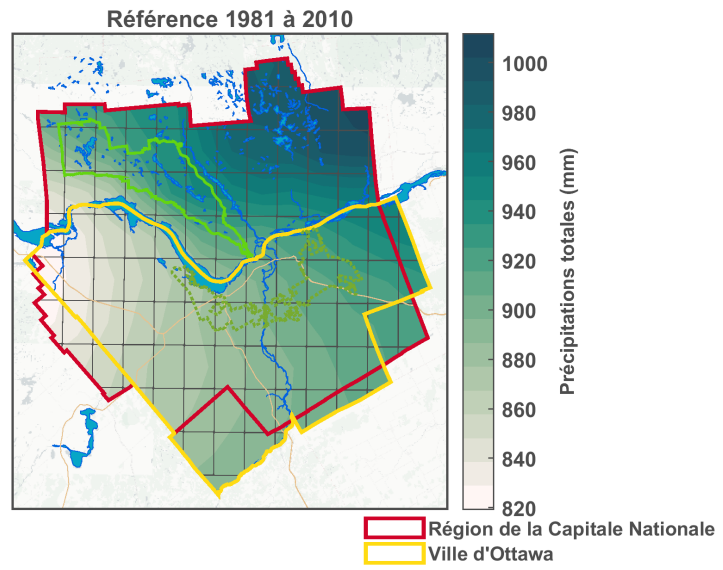 Référence 1981 à 2010
1000
980
960
940
920
900
880
860
840
820
Précipitations totales (mm)
Région de la Capitale Nationale
Ville d'Ottawa